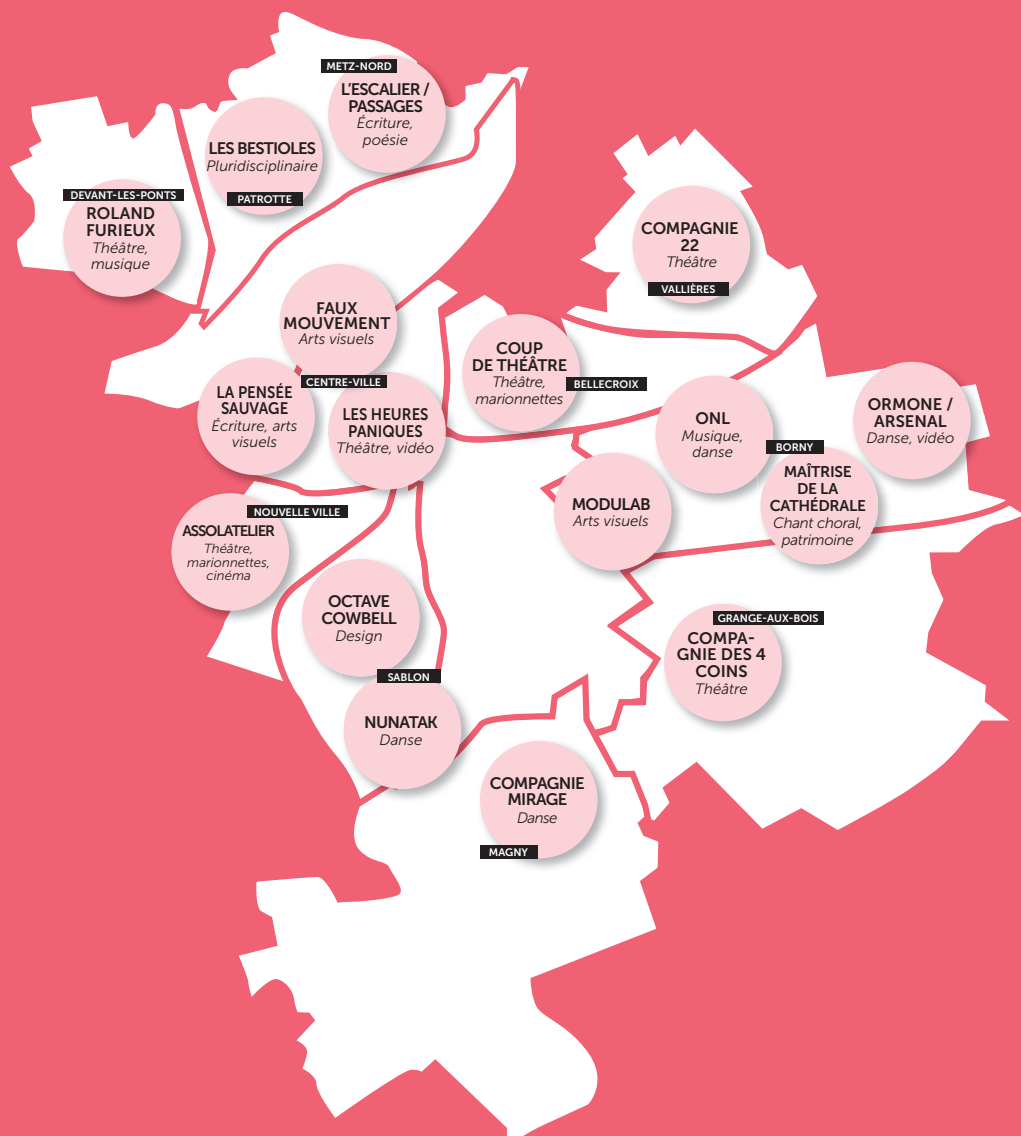 METZ-NORD
L'ESCALIER /
PASSAGES
Écriture,
poésie
LES BESTIOLES
Pluridisciplinaire
PATROTTE
DEVANT-LES-PONTS
ROLAND
FURIEUX
Théâtre,
musique
COMPAGNIE
22
Théâtre
VALLIÈRES
FAUX
MOUVEMENT
Arts visuels
CENTRE-VILLE
LA PENSÉE
SAUVAGE
Écriture, arts
visuels
LES HEURES
PANIQUES
Théâtre, vidéo
COUP
DE THÉÂTRE
Théâtre,
marionnettes
BELLECROIX
ONL
Musique,
danse
BORNY
ORMONE /
ARSENAL
Danse, vidéo
MAÎTRISE
DE LA
CATHÉDRALE
Chant choral,
patrimoine
MODULAB
Arts visuels
NOUVELLE VILLE
ASSOLATELIER
Théâtre,
marionnettes,
cinéma
OCTAVE
COWBELL
Design
SABLON
NUNATAK
Danse
GRANGE-AUX-BOIS
COMPA-
GNIE DES 4
COINS
Théâtre
COMPAGNIE
MIRAGE
Danse
MAGNY